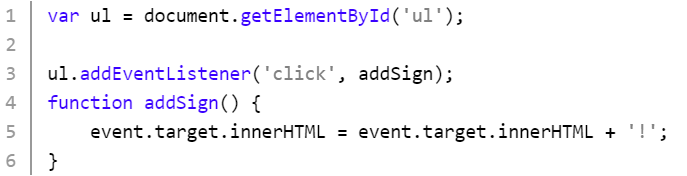 1 var ul = document.getElementById('ul');
2
3 ul.addEventListener('click', addSign);
4 function addSign() {
5     event.target.innerHTML = event.target.innerHTML + '!';
6 }